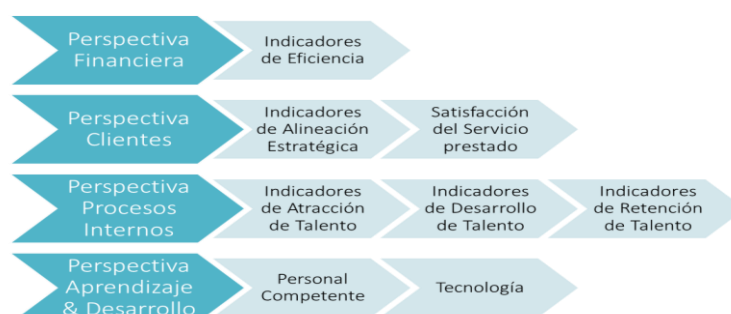 Perspectiva
Financiera
Indicadores
de Eficiencia
Perspectiva
Clientes
Indicadores
de Alineación
Estratégica
Satisfacción
del Servicio
prestado
Perspectiva
Procesos
Internos
Indicadores
de Atracción
de Talento
Indicadores
de Desarrollo
de Talento
Indicadores
de Retención
de Talento
Perspectiva
Aprendizaje
& Desarrollo
Personal
Competente
Tecnología